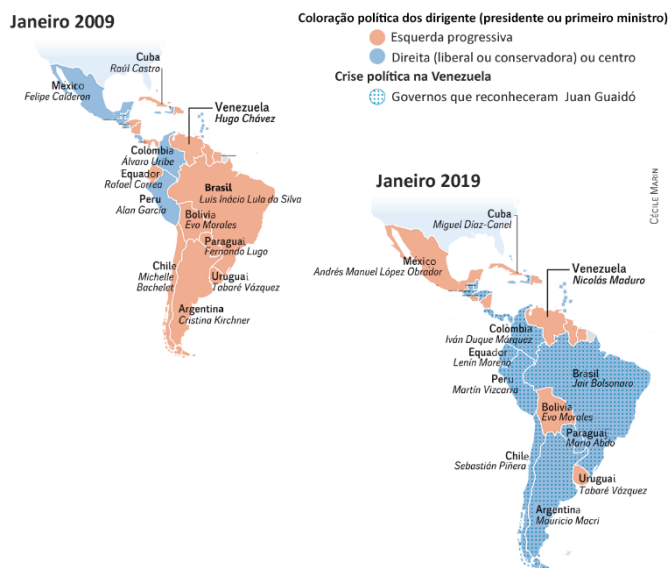 Janeiro 2009
Coloração política dos dirigente (presidente ou primeiro ministro)
Esquerda progressiva
Direita (liberal ou conservadora) ou centro
Crise política na Venezuela
Governos que reconheceram Juan Guaidó
Cuba
Raúl Castro
México
Felipe Calderon
Venezuela
Hugo Chávez
Colômbia
Álvaro Uribe
Equador
Rafael Correa
Peru
Alan García
Brasil
Luis Inácio Lula da Silva
Bolivia
Evo Morales
Paraguai
Fernando Lugo
Chile
Michelle
Bachelet
Uruguai
Tabaré Vázquez
Argentina
Cristina Kirchner
Janeiro 2019
Cuba
Miguel Díaz-Canel
México
Andrés Manuel López Obrador
Venezuela
Nicolás Maduro
Colômbia
Iván Duque Márquez
Equador
Lenín Moreno
Peru
Martín Vizcarra
Brasil
Jair Bolsonaro
Bolivia
Evo Morales
Paraguai
Mario Abdo
Chile
Sebastián Piñera
Uruguai
Tabaré Vázquez
Argentina
Mauricio Macri
Cécile Marin